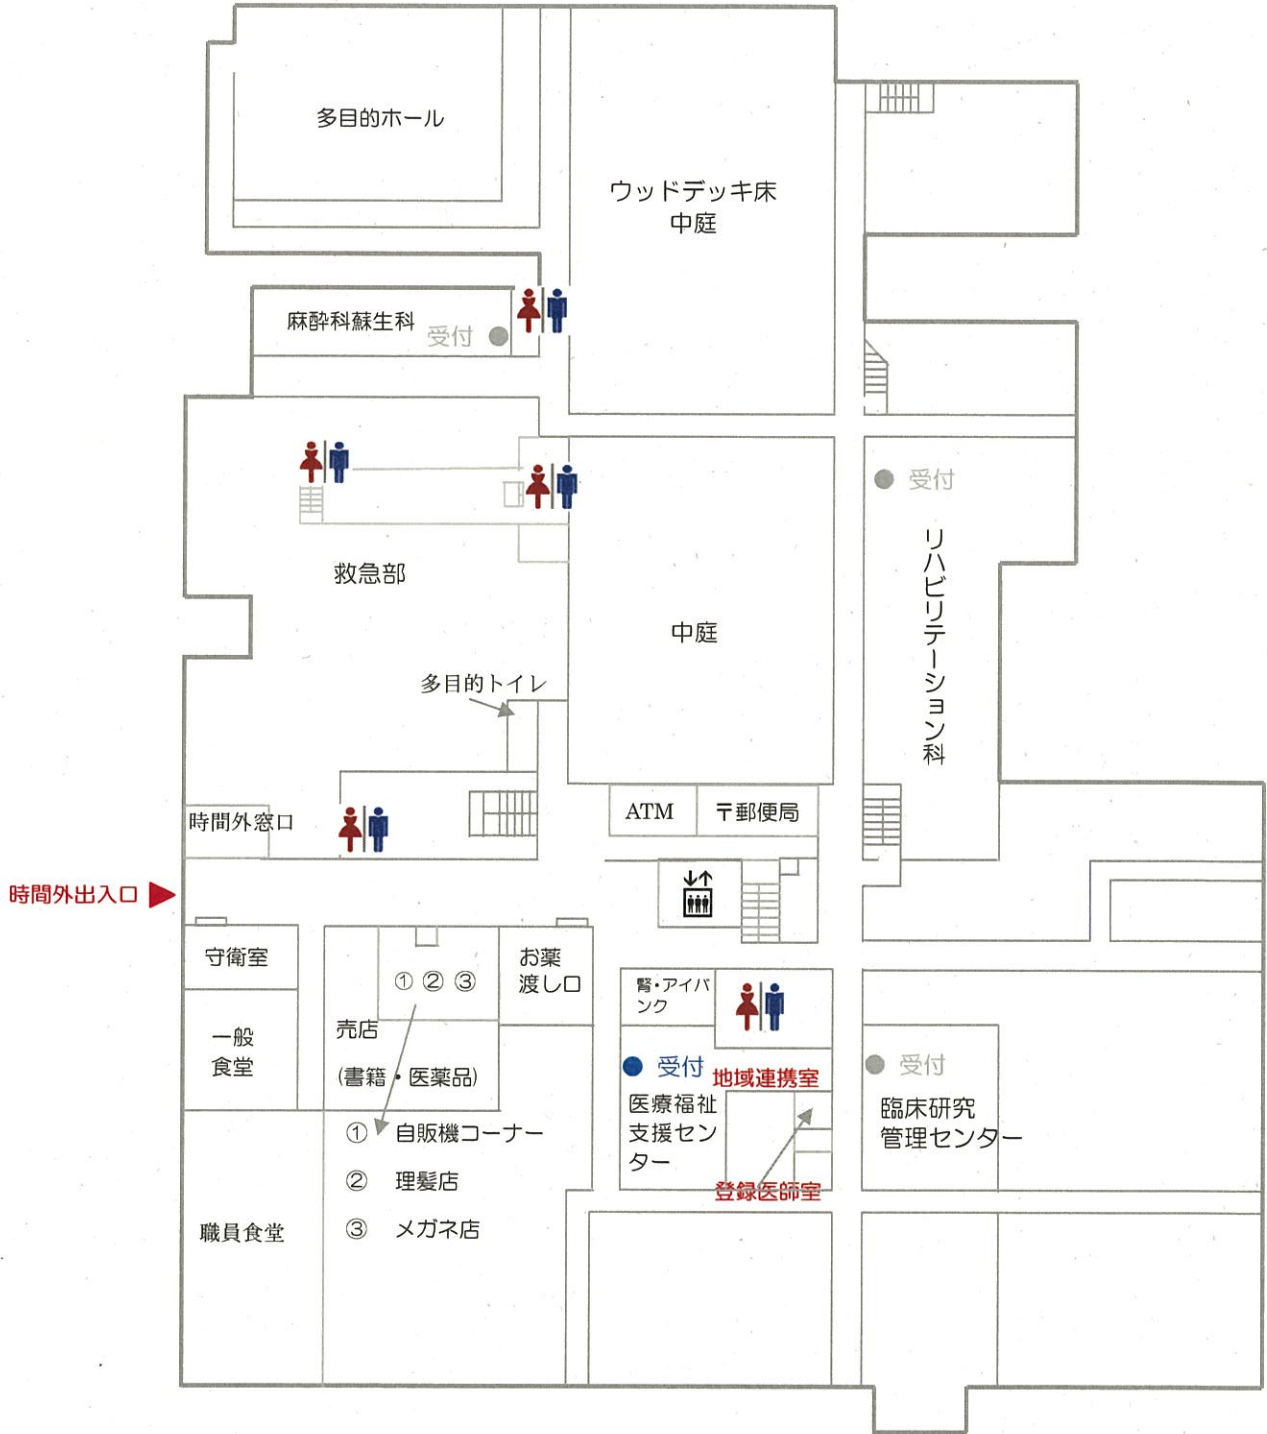 多目的ホール
ウッドデッキ床
中庭
麻酔科蘇生科
受付
受付
リハビリテーション科
救急部
中庭
多目的トイレ
ATM
〒郵便局
時間外窓口
時間外出入口
守衛室
お薬
渡し口
① ② ③
腎・アイバ
ンク
一般
食堂
売店
(書籍・医薬品)
受付
地域連携室
受付
医療福祉
支援セン
ター
臨床研究
管理センター
① 自販機コーナー
② 理髪店
③ メガネ店
登録医師室
職員食堂